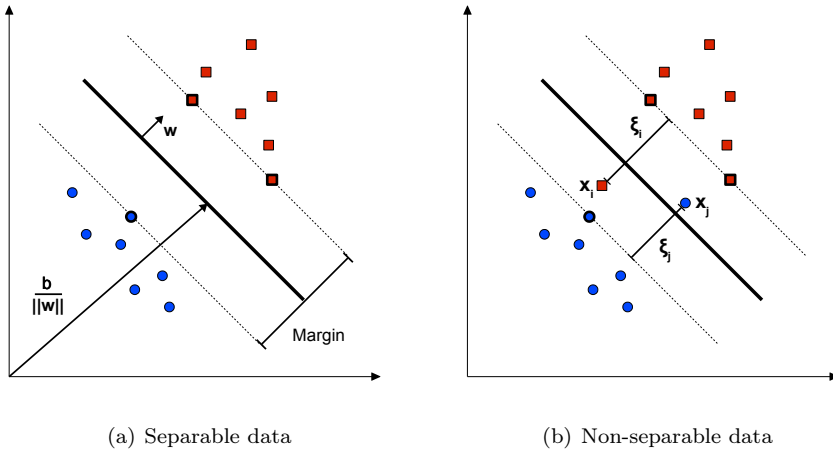 w
b
||w||
Margin
(a) Separable data
ξi
xi
xj
ξj
(b) Non-separable data